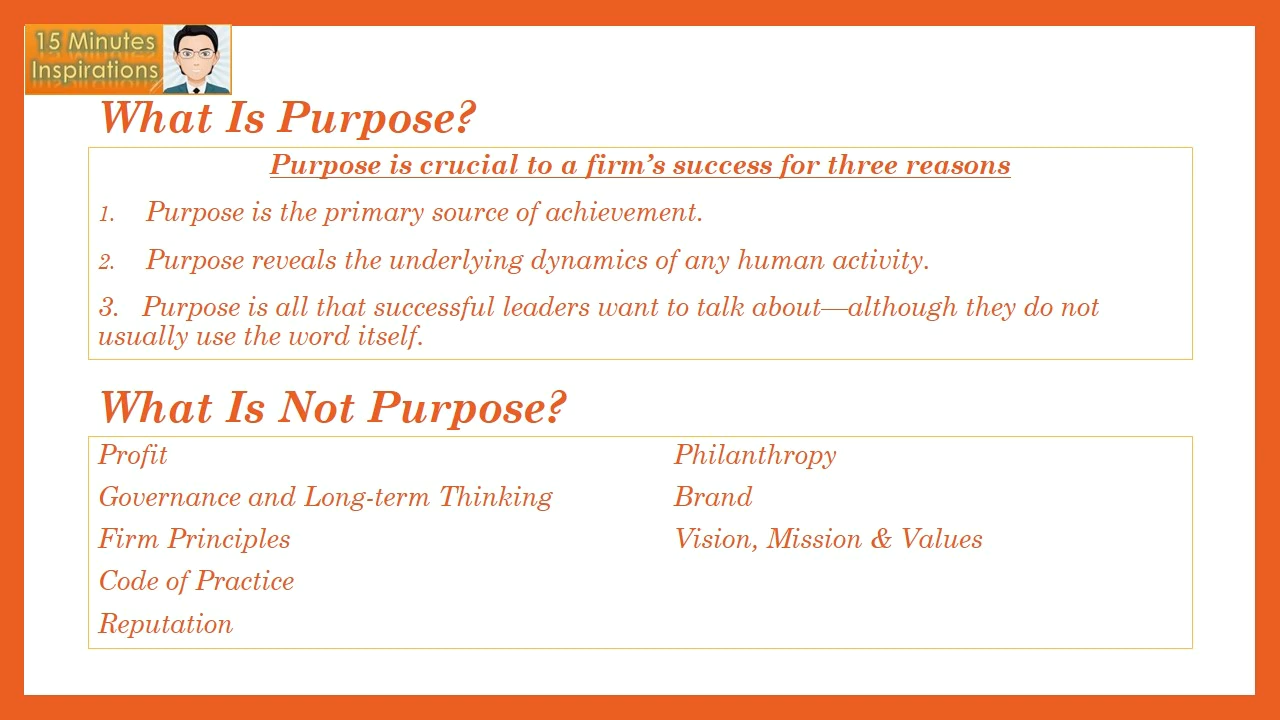 15 Minutes
Inspirations
What Is Purpose?
Purpose is crucial to a firm’s success for three reasons
1. Purpose is the primary source of achievement.
2. Purpose reveals the underlying dynamics of any human activity.
3. Purpose is all that successful leaders want to talk about—although they do not
usually use the word itself.
What Is Not Purpose?
Profit
Governance and Long-term Thinking
Firm Principles
Code of Practice
Reputation
Philanthropy
Brand
Vision, Mission & Values